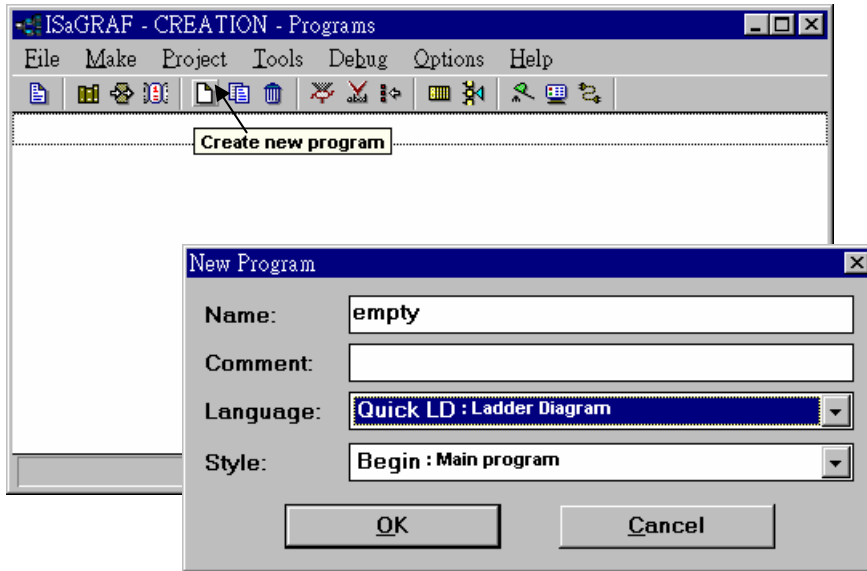 ISaGRAF - CREATION - Programs
File Make Project Tools Debug Options Help
Create new program
New Program
Name: empty
Comment:
Language: Quick LD : Ladder Diagram
Style: Begin : Main program
OK Cancel